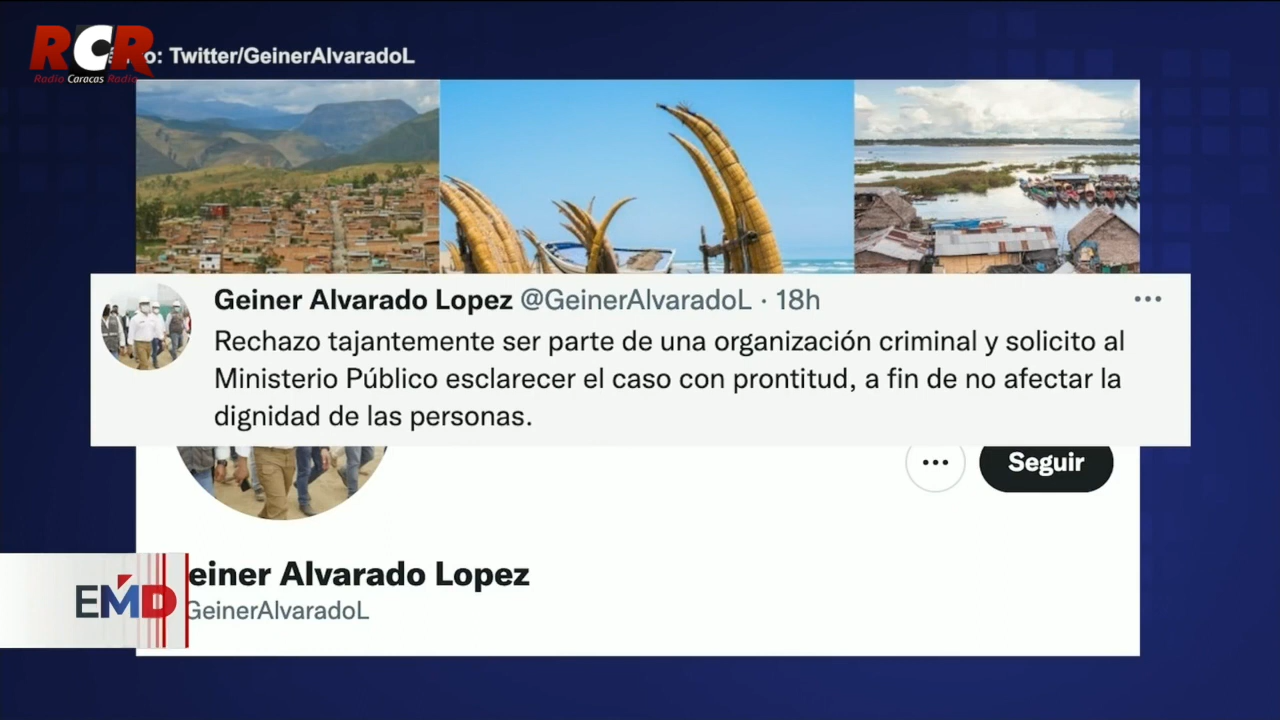 RCR
Radio Caracas Radio
o: Twitter/GeinerAlvaradoL
Geiner Alvarado Lopez @GeinerAlvaradoL · 18h
Rechazo tajantemente ser parte de una organización criminal y solicito al
Ministerio Público esclarecer el caso con prontitud, a fin de no afectar la
dignidad de las personas.
Seguir
einer Alvarado Lopez
GeinerAlvaradoL
EMD